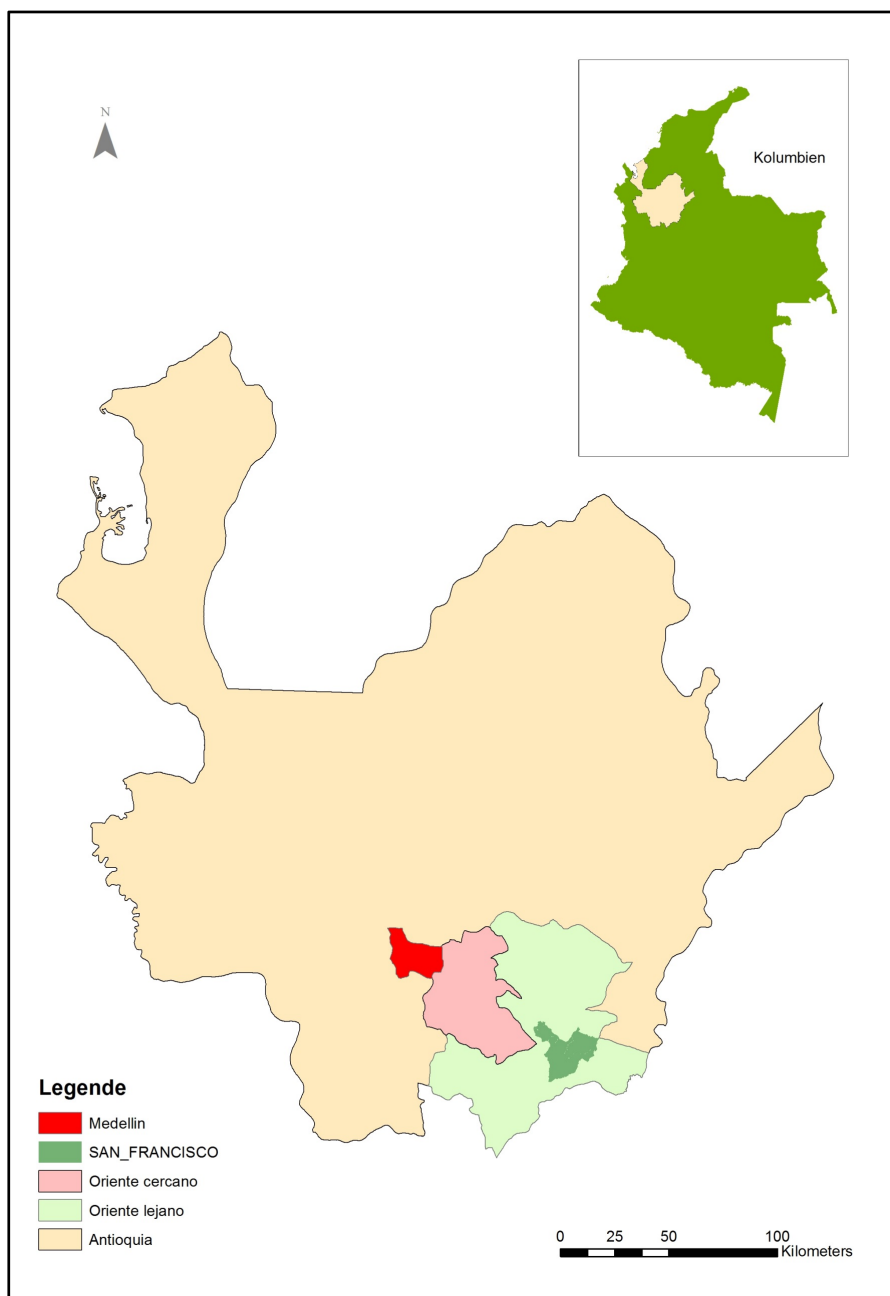 N
Kolumbien
Legende
Medellin
SAN_FRANCISCO
Oriente cercano
Oriente lejano
Antioquia
0 25 50 100
Kilometers